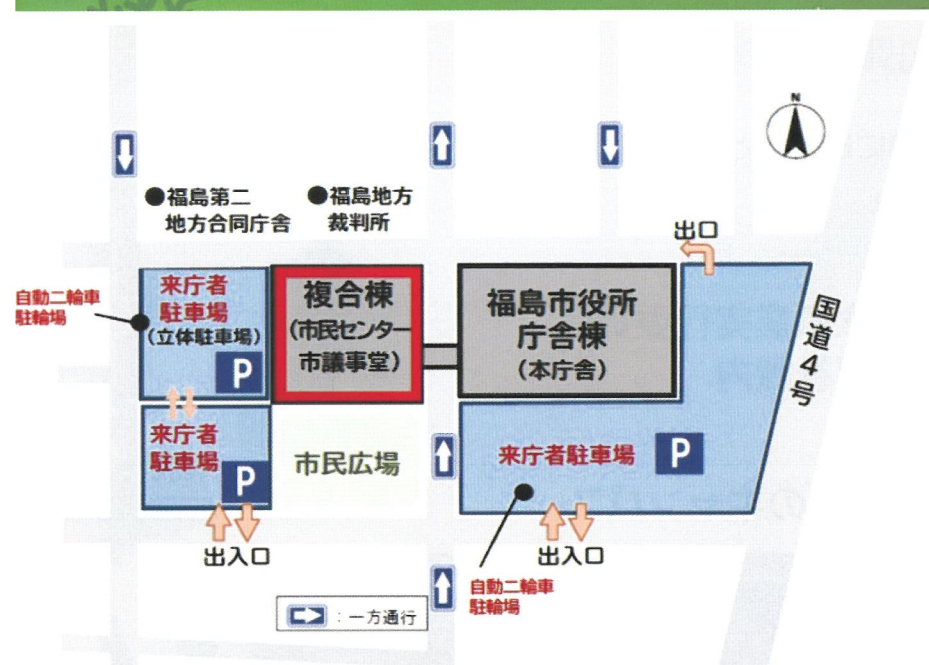 N
●福島第二
地方合同庁舎
●福島地方
裁判所
出口
自動二輪車
駐輪場
来庁者
駐車場
(立体駐車場)
P
複合棟
(市民センター
市議事堂)
福島市役所
庁舎棟
(本庁舎)
国道4号
来庁者
駐車場
P
市民広場
来庁者駐車場
P
出入口
出入口
自動二輪車
駐輪場
:一方通行